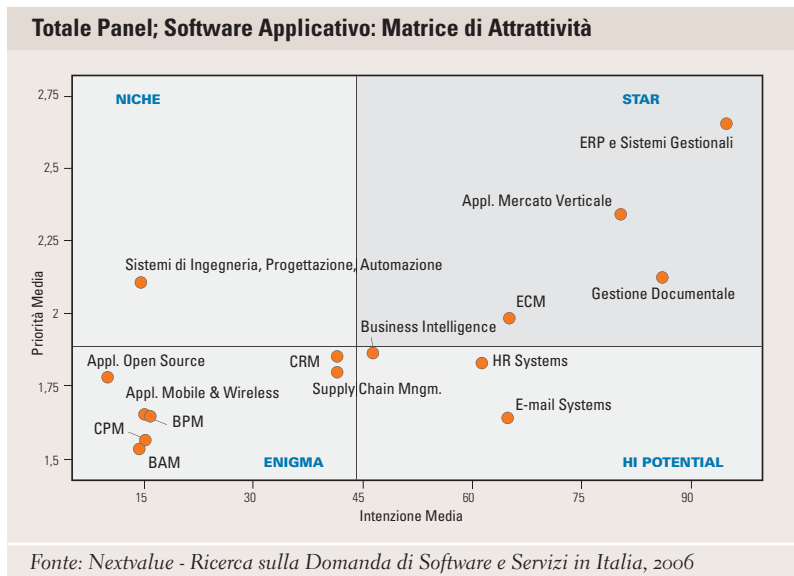 Totale Panel; Software Applicativo: Matrice di Attrattività
2,75
NICHE
STAR
ERP e Sistemi Gestionali
2,5
Appl. Mercato Verticale
2,25
Sistemi di Ingegneria, Progettazione, Automazione
Gestione Documentale
ECM
2
Business Intelligence
Priorità Media
Appl. Open Source
CRM
HR Systems
1,75
Appl. Mobile & Wireless
Supply Chain Mngm.
E-mail Systems
BPM
CPM
1,5
BAM
ENIGMA
HI POTENTIAL
15
30
45
60
75
90
Intenzione Media
Fonte: Nextvalue - Ricerca sulla Domanda di Software e Servizi in Italia, 2006